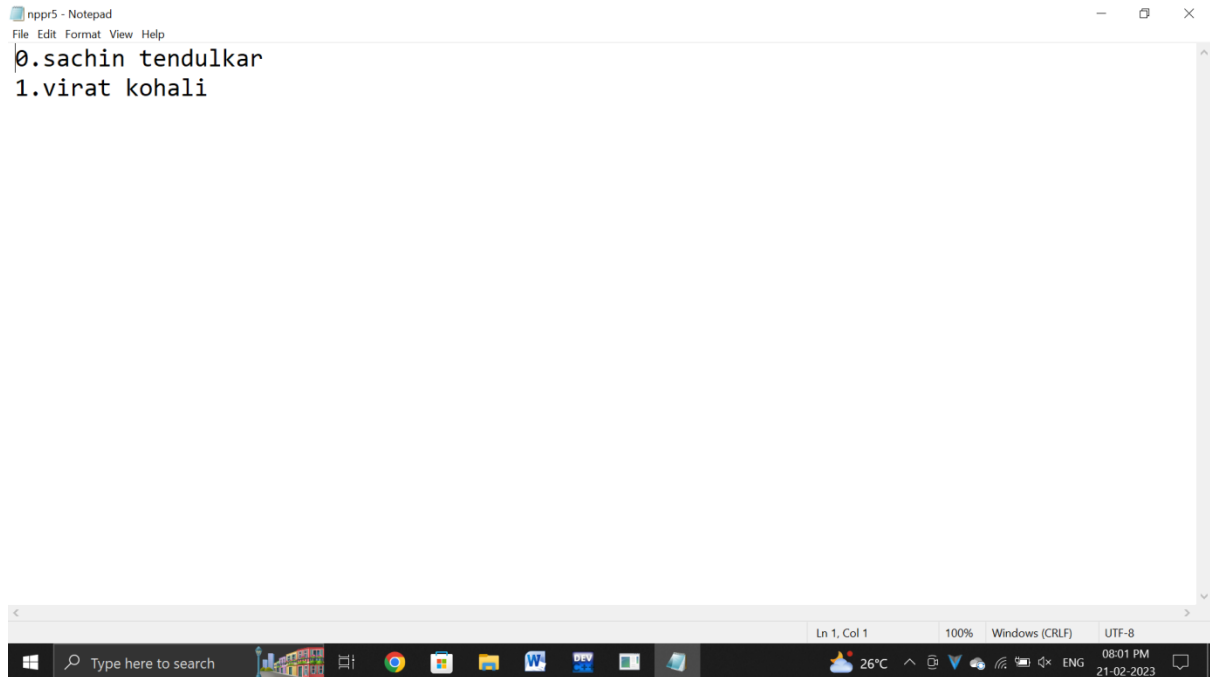 nppr5 - Notepad
File Edit Format View Help
0.sachin tendulkar
1.virat kohali
Ln 1, Col 1 100% Windows (CRLF) UTF-8
Type here to search W DEV 26°C ENG 08:01 PM
21-02-2023